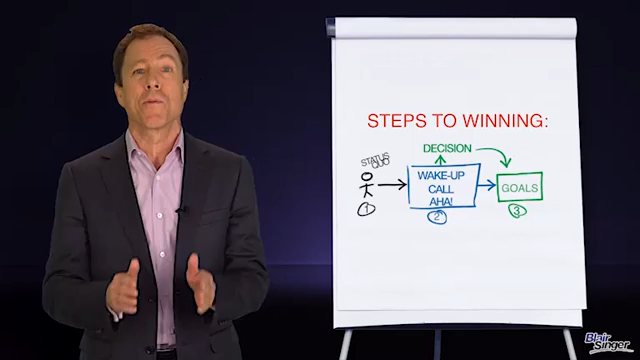 STEPS TO WINNING:
DECISION
STATUS
QUO
WAKE-UP
CALL
AHA!
GOALS
1
2
3
Blair
Singer